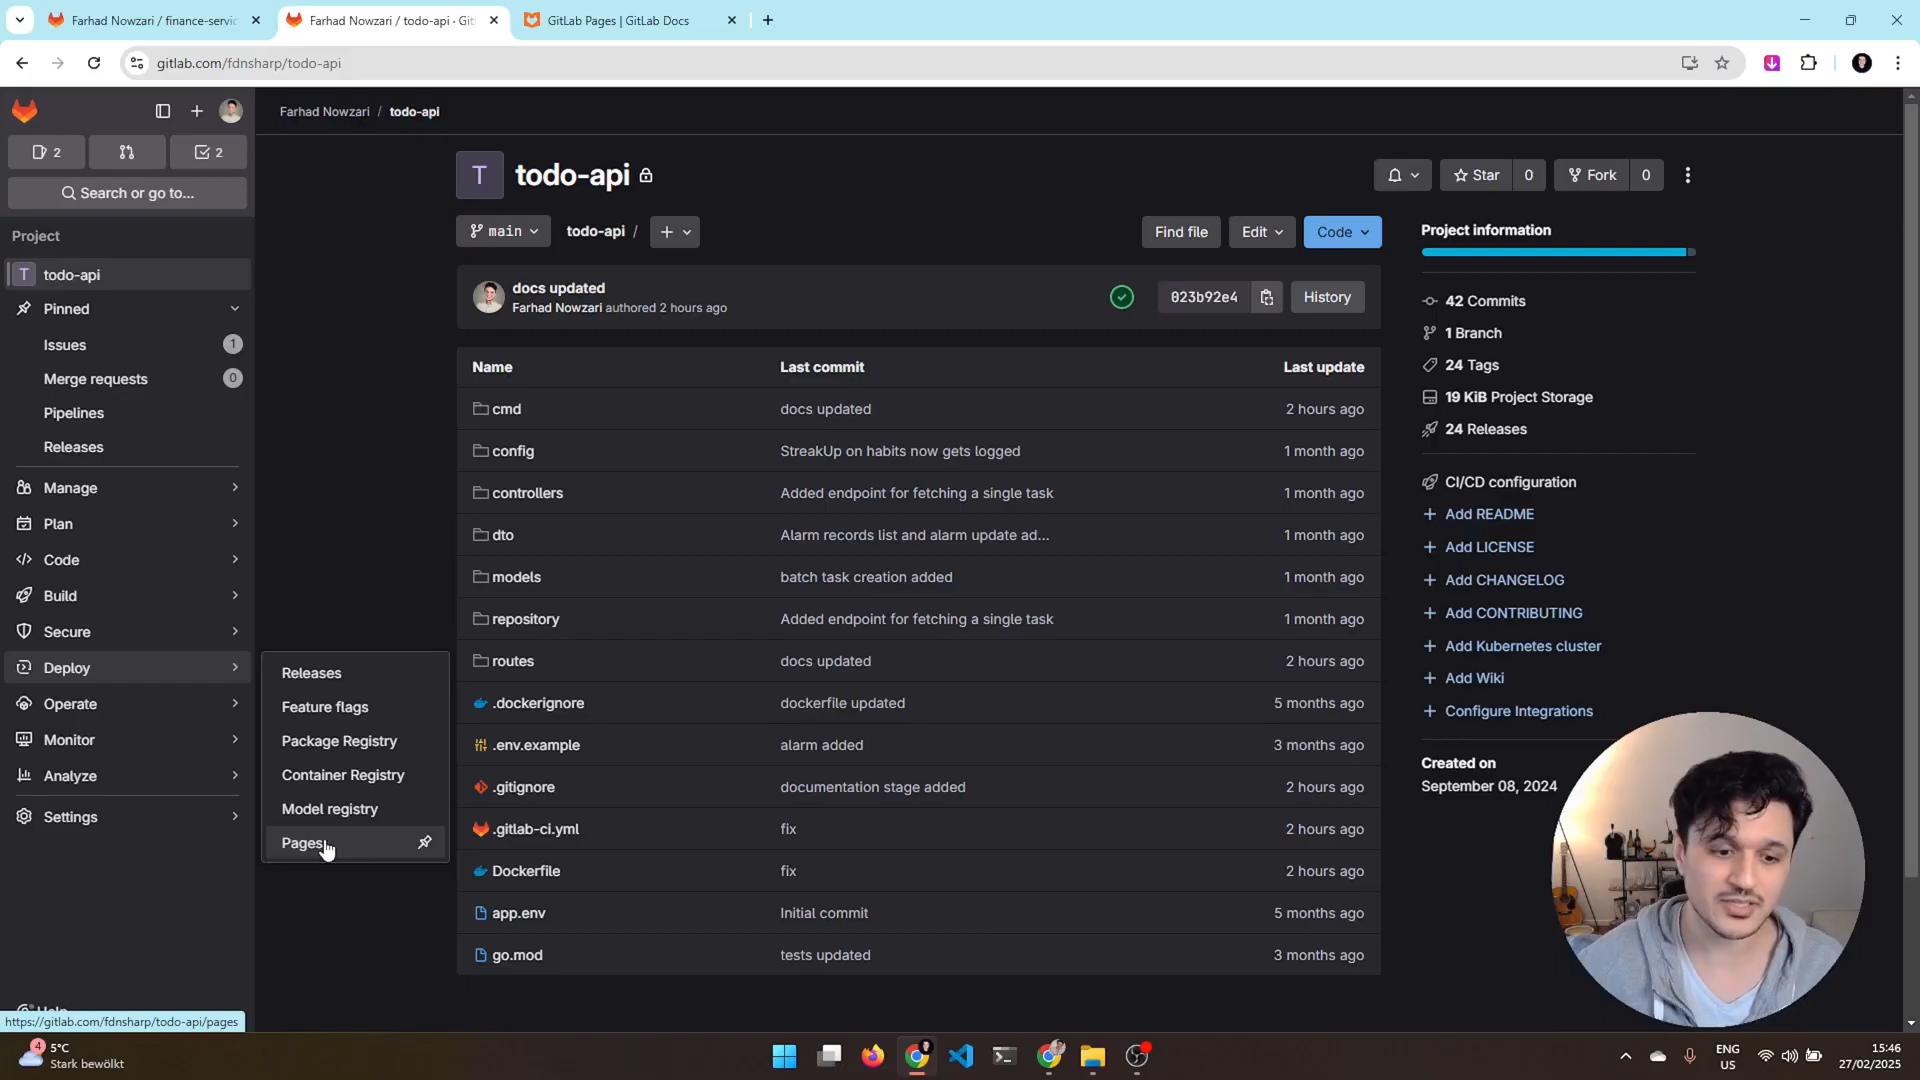 Farhad Nowzari / finance-servic
Farhad Nowzari / todo-api · Git
GitLab Pages | GitLab Docs
gitlab.com/fdnsharp/todo-api
2
2
Search or go to...
Project
T todo-api
Pinned
Issues 1
Merge requests 0
Pipelines
Releases
Manage
Plan
Code
Build
Secure
Deploy
Operate
Monitor
Analyze
Settings
Help
https://gitlab.com/fdnsharp/todo-api/pages
Releases
Feature flags
Package Registry
Container Registry
Model registry
Pages
Farhad Nowzari / todo-api
T todo-api
Star 0
Fork 0
main
todo-api /
Find file
Edit
Code
docs updated
Farhad Nowzari authored 2 hours ago
023b92e4
History
Name Last commit Last update
cmd docs updated 2 hours ago
config StreakUp on habits now gets logged 1 month ago
controllers Added endpoint for fetching a single task 1 month ago
dto Alarm records list and alarm update ad... 1 month ago
models batch task creation added 1 month ago
repository Added endpoint for fetching a single task 1 month ago
routes docs updated 2 hours ago
.dockerignore dockerfile updated 5 months ago
.env.example alarm added 3 months ago
.gitignore documentation stage added 2 hours ago
.gitlab-ci.yml fix 2 hours ago
Dockerfile fix 2 hours ago
app.env Initial commit 5 months ago
go.mod tests updated 3 months ago
Project information
42 Commits
1 Branch
24 Tags
19 KiB Project Storage
24 Releases
CI/CD configuration
Add README
Add LICENSE
Add CHANGELOG
Add CONTRIBUTING
Add Kubernetes cluster
Add Wiki
Configure Integrations
Created on
September 08, 2024
4
5°C
Stark bewölkt
ENG
US
15:46
27/02/2025